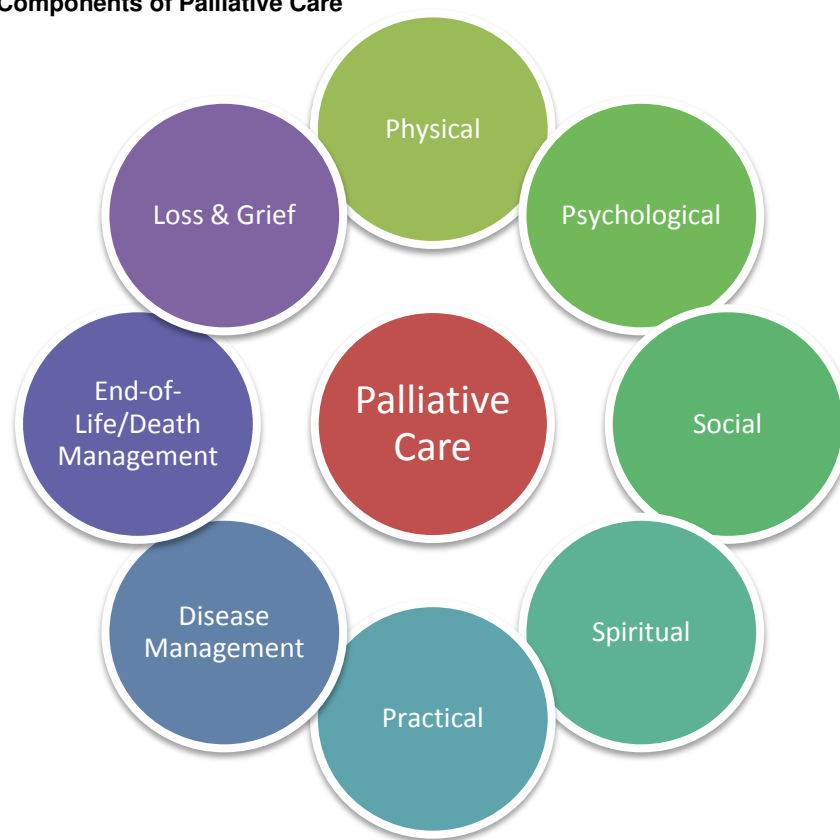 Components of Palliative Care
Physical
Psychological
Loss & Grief
Palliative
Care
Social
End-of-
Life/Death
Management
Spiritual
Disease
Management
Practical